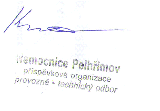 Nemocnice Pelhřimov
příspěvková organizace
provozně - technický odbor